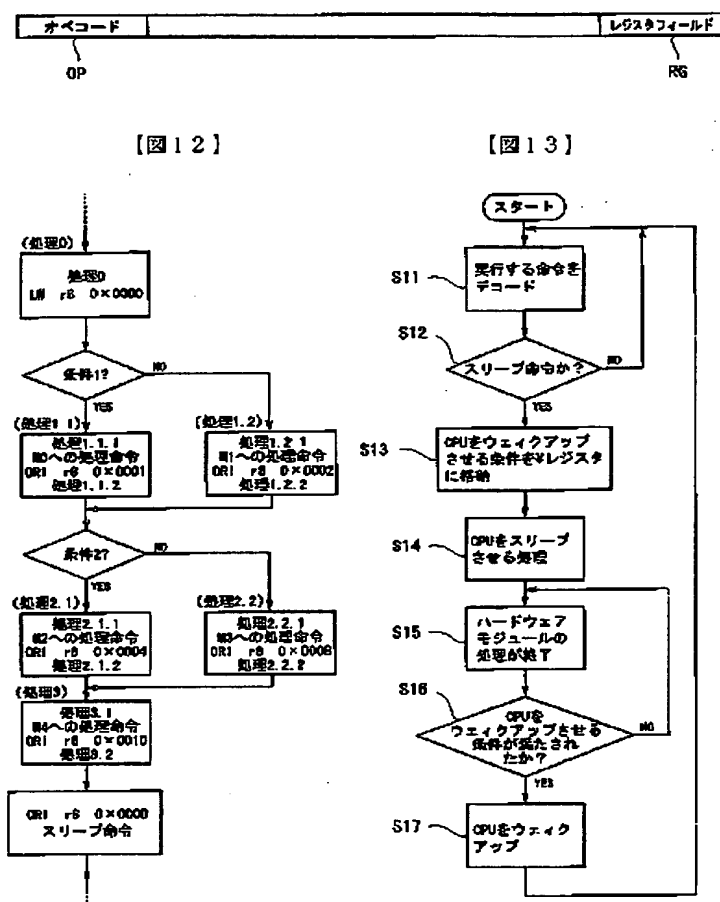 オペコード
レジスタフィールド
OP
RG
【図12】
(処理0)
処理0
LW r8 0×0000
条件1?
NO
YES
(処理1.1)
処理1.1.1
M0への処理命令
ORI r8 0×0001
処理1.1.2
(処理1.2)
処理1.2.1
M1への処理命令
ORI r8 0×0002
処理1.2.2
条件2?
NO
YES
(処理2.1)
処理2.1.1
M2への処理命令
ORI r8 0×0004
処理2.1.2
(処理2.2)
処理2.2.1
M3への処理命令
ORI r8 0×0008
処理2.2.2
(処理3)
処理3.1
M4への処理命令
ORI r8 0×0010
処理3.2
ORI r8
スリープ命令
【図13】
スタート
S11
実行する命令を
デコード
S12
スリープ命令か?
NO
YES
S13
CPUをウェイクアップ
させる条件を
レジスタ
に格納
S14
CPUをスリープ
させる処理
S15
ハードウェア
モジュールの
処理が終了
S16
CPUを
ウェイクアップさせる
条件が満たされ
たか?
NO
YES
S17
CPUをウェイク
アップ